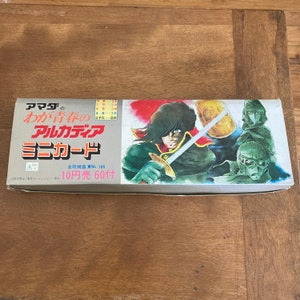 アマダの
わが青春の
アルカディア
ミニカード
10円売 60付